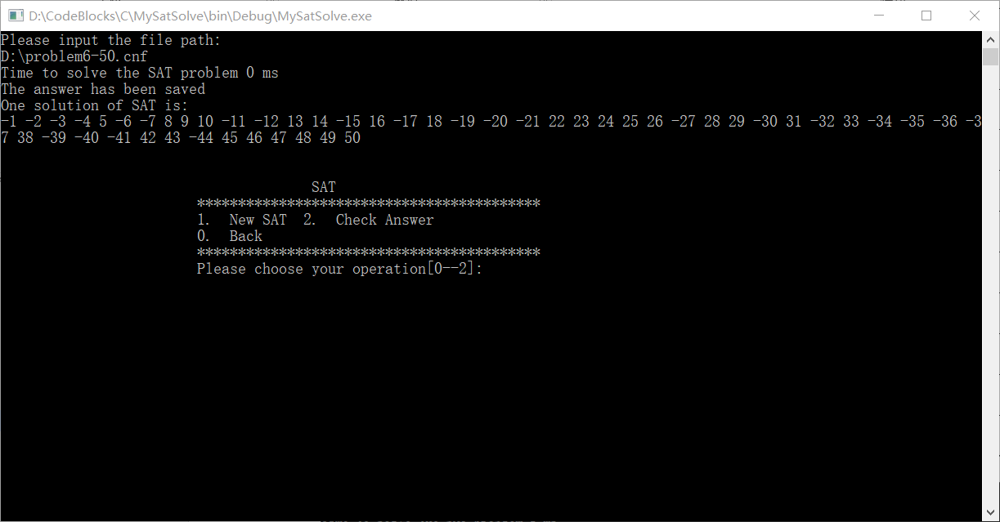 D:\CodeBlocks\C\MySatSolve\bin\Debug\MySatSolve.exe
Please input the file path:
D:\problem6-50.cnf
Time to solve the SAT problem 0 ms
The answer has been saved
One solution of SAT is:
-1 -2 -3 -4 5 -6 -7 8 9 10 -11 -12 13 14 -15 16 -17 18 -19 -20 -21 22 23 24 25 26 -27 28 29 -30 31 -32 33 -34 -35 -36 -3
7 38 -39 -40 -41 42 43 -44 45 46 47 48 49 50
SAT
******************************************
1. New SAT 2. Check Answer
0. Back
******************************************
Please choose your operation[0--2]: